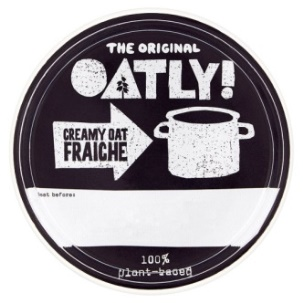 THE ORIGINAL
OATLY!
CREAMY OAT
FRAICHE
best before:
100%
plant-based